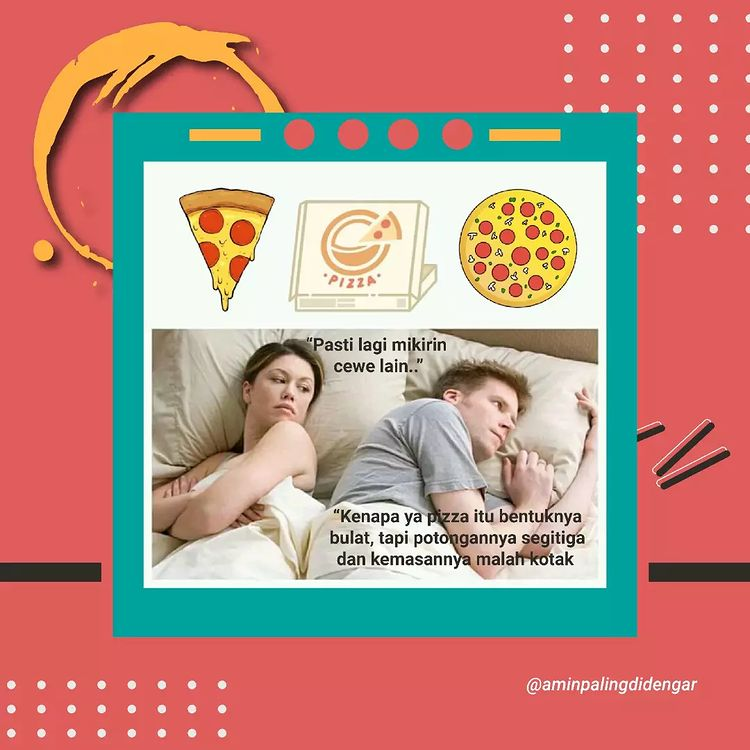 PIZZA
“Pasti lagi mikirin
cewe lain..”
“Kenapa ya pizza itu bentuknya
bulat, tapi potongannya segitiga
dan kemasannya malah kotak
@aminpalingdidengar